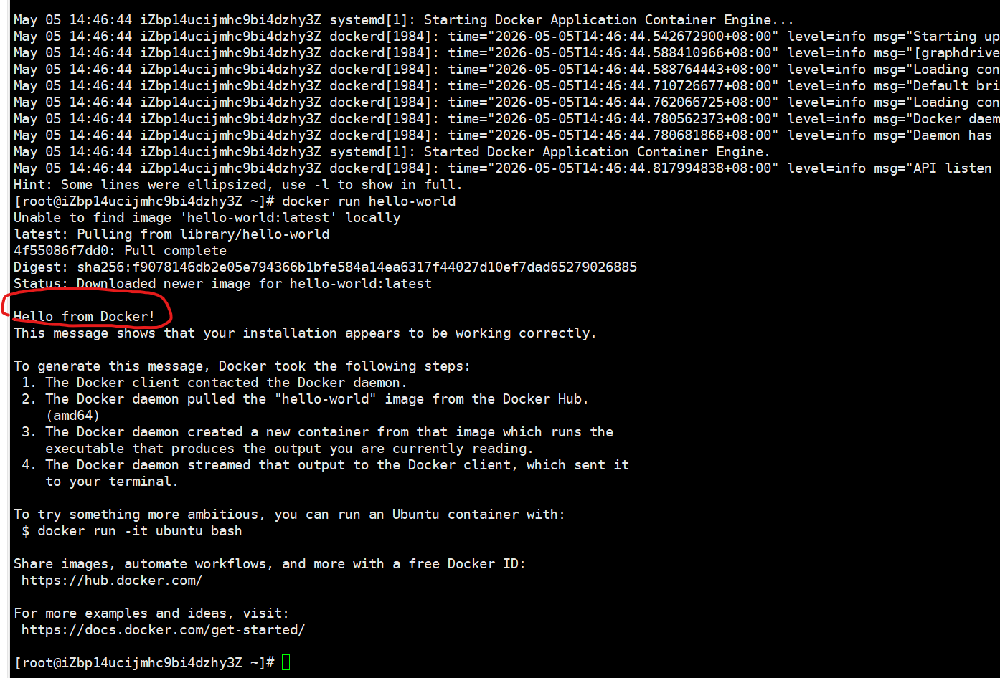 May 05 14:46:44 iZbp14ucijmhc9bi4dzhy3Z systemd[1]: Starting Docker Application Container Engine...
May 05 14:46:44 iZbp14ucijmhc9bi4dzhy3Z dockerd[1984]: time="2026-05-05T14:46:44.542672900+08:00" level=info msg="Starting up
May 05 14:46:44 iZbp14ucijmhc9bi4dzhy3Z dockerd[1984]: time="2026-05-05T14:46:44.588410966+08:00" level=info msg="[graphdrive
May 05 14:46:44 iZbp14ucijmhc9bi4dzhy3Z dockerd[1984]: time="2026-05-05T14:46:44.588764443+08:00" level=info msg="Loading con
May 05 14:46:44 iZbp14ucijmhc9bi4dzhy3Z dockerd[1984]: time="2026-05-05T14:46:44.710726677+08:00" level=info msg="Default bri
May 05 14:46:44 iZbp14ucijmhc9bi4dzhy3Z dockerd[1984]: time="2026-05-05T14:46:44.762066725+08:00" level=info msg="Loading con
May 05 14:46:44 iZbp14ucijmhc9bi4dzhy3Z dockerd[1984]: time="2026-05-05T14:46:44.780562373+08:00" level=info msg="Docker daem
May 05 14:46:44 iZbp14ucijmhc9bi4dzhy3Z dockerd[1984]: time="2026-05-05T14:46:44.780681868+08:00" level=info msg="Daemon has
May 05 14:46:44 iZbp14ucijmhc9bi4dzhy3Z systemd[1]: Started Docker Application Container Engine.
May 05 14:46:44 iZbp14ucijmhc9bi4dzhy3Z dockerd[1984]: time="2026-05-05T14:46:44.817994838+08:00" level=info msg="API listen
Hint: Some lines were ellipsized, use -l to show in full.
[root@iZbp14ucijmhc9bi4dzhy3Z ~]# docker run hello-world
Unable to find image 'hello-world:latest' locally
latest: Pulling from library/hello-world
4f55086f7dd0: Pull complete
Digest: sha256:f9078146db2e05e794366b1bfe584a14ea6317f44027d10ef7dad65279026885
Status: Downloaded newer image for hello-world:latest
Hello from Docker!
This message shows that your installation appears to be working correctly.
To generate this message, Docker took the following steps:
1. The Docker client contacted the Docker daemon.
2. The Docker daemon pulled the "hello-world" image from the Docker Hub.
(amd64)
3. The Docker daemon created a new container from that image which runs the
executable that produces the output you are currently reading.
4. The Docker daemon streamed that output to the Docker client, which sent it
to your terminal.
To try something more ambitious, you can run an Ubuntu container with:
$ docker run -it ubuntu bash
Share images, automate workflows, and more with a free Docker ID:
https://hub.docker.com/
For more examples and ideas, visit:
https://docs.docker.com/get-started/
[root@iZbp14ucijmhc9bi4dzhy3Z ~]#